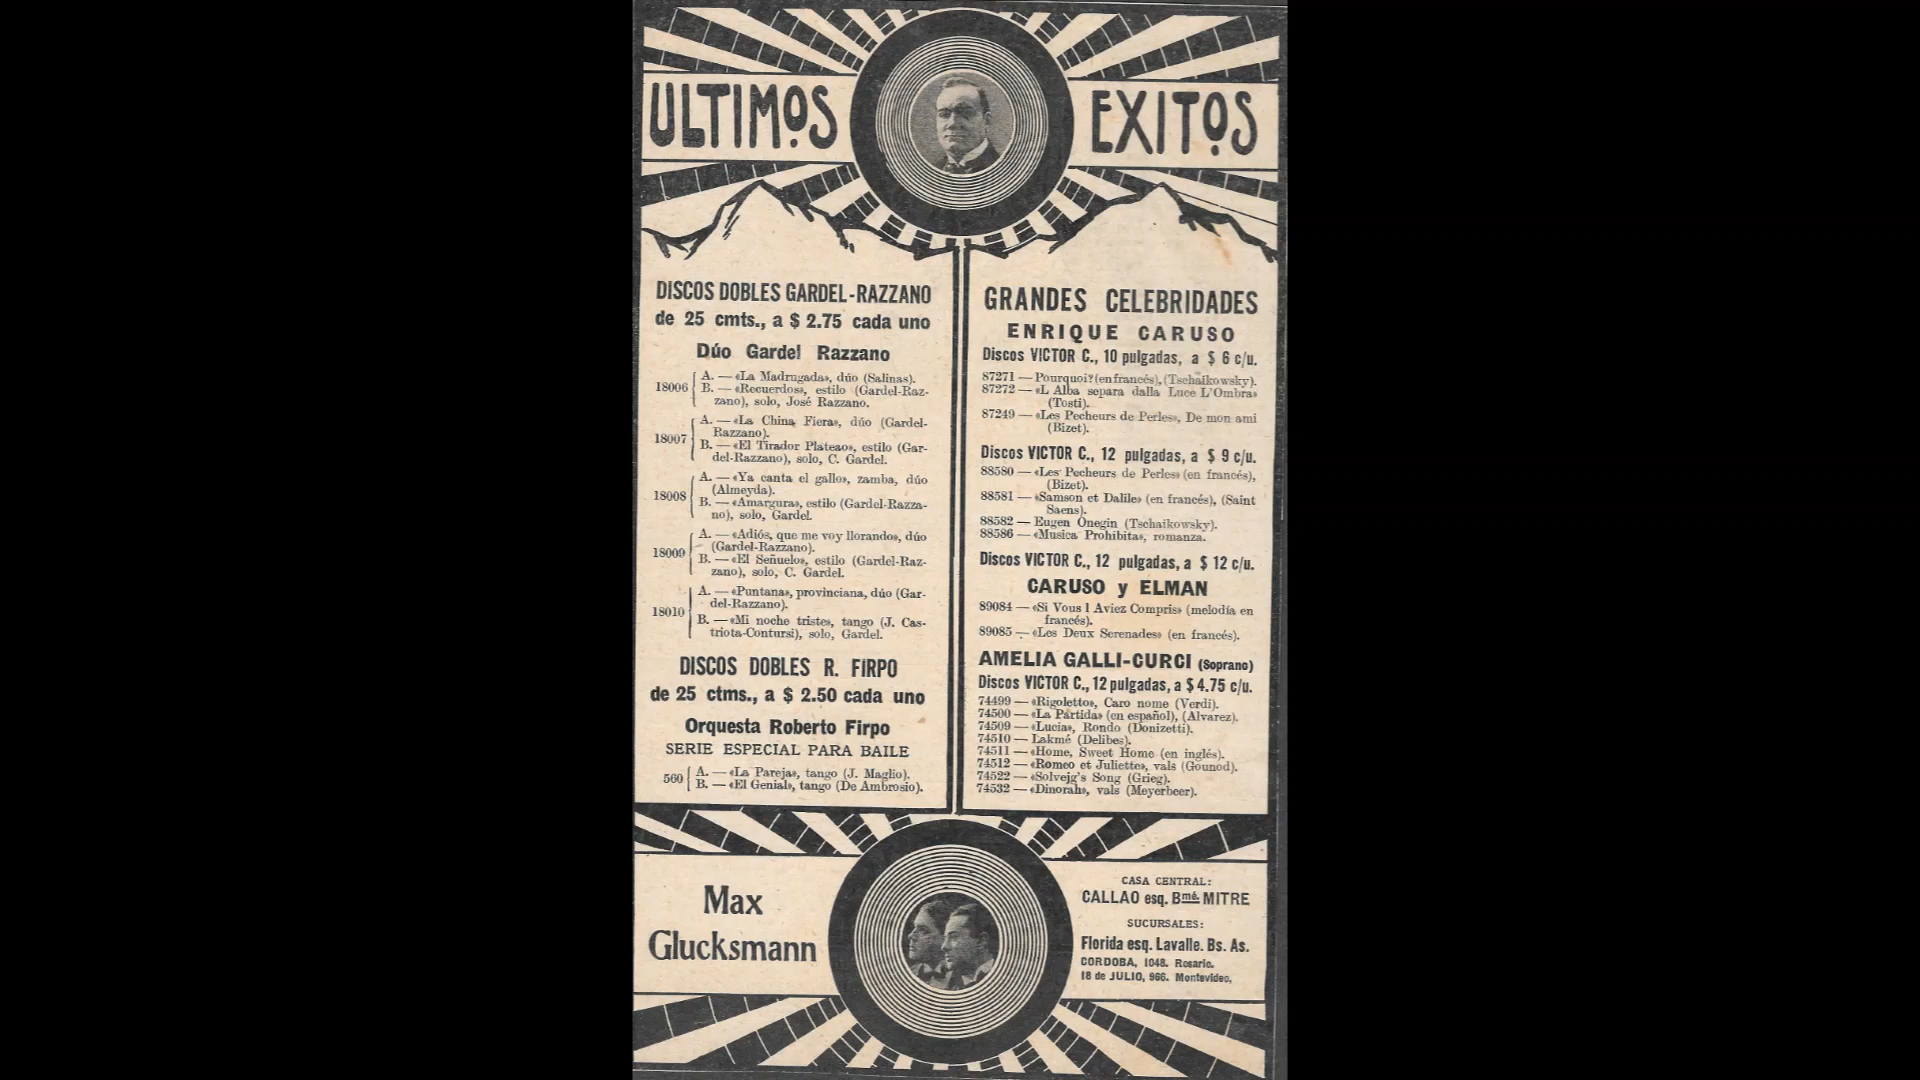 ULTIMOS EXITOS
DISCOS DOBLES GARDEL-RAZZANO
de 25 cmts., a $ 2.75 cada uno
Dúo Gardel Razzano
18006
A. — «La Madrugada», dúo (Salinas).
B. — «Recuerdos», estilo (Gardel-Raz-
zano), solo, José Razzano.
18007
A. — «La China Fiera», dúo (Gardel-
Razzano).
B. — «El Tirador Plateao», estilo (Gar-
del-Razzano), solo, C. Gardel.
18008
A. — «Ya canta el gallo», zamba, dúo
(Almeyda).
B. — «Amargura», estilo (Gardel-Razza-
no), solo, Gardel.
18009
A. — «Adiós, que me voy llorando», dúo
(Gardel-Razzano).
B. — «El Señuelo», estilo (Gardel-Raz-
zano), solo, C. Gardel.
18010
A. — «Puntana», provinciana, dúo (Gar-
del-Razzano).
B. — «Mi noche triste», tango (J. Cas-
triota-Contursi), solo, Gardel.
DISCOS DOBLES R. FIRPO
de 25 ctms., a $ 2.50 cada uno
Orquesta Roberto Firpo
SERIE ESPECIAL PARA BAILE
560
A. — «La Pareja», tango (J. Maglio).
B. — «El Genial», tango (De Ambrosio).
GRANDES CELEBRIDADES
ENRIQUE CARUSO
Discos VICTOR C., 10 pulgadas, a $ 6 c/u.
87271 — Pourquoi? (en francés), (Tschaikowsky).
87272 — «L Alba separa dalla Luce L'Ombra»
(Tosti).
87249 — «Les Pecheurs de Perles», De mon ami
(Bizet).
Discos VICTOR C., 12 pulgadas, a $ 9 c/u.
88580 — «Les Pecheurs de Perles» (en francés),
(Bizet).
88581 — «Samson et Dalile» (en francés), (Saint
Saens).
88582 — Eugen Onegin (Tschaikowsky).
88586 — «Musica Prohibita», romanza.
Discos VICTOR C., 12 pulgadas, a $ 12 c/u.
CARUSO y ELMAN
89084 — «Si Vous l Aviez Compris» (melodía en
francés).
89085 — «Les Deux Serenades» (en francés).
AMELIA GALLI-CURCI (Soprano)
Discos VICTOR C., 12 pulgadas, a $ 4.75 c/u.
74499 — «Rigoletto», Caro nome (Verdi).
74500 — «La Partida» (en español), (Alvarez).
74509 — «Lucia», Rondo (Donizetti).
74510 — Lakmé (Delibes).
74511 — «Home, Sweet Home (en inglés).
74512 — «Romeo et Juliette», vals (Gounod).
74522 — «Solvejg's Song (Grieg).
74532 — «Dinorah», vals (Meyerbeer).
Max
Glucksmann
CASA CENTRAL:
CALLAO esq. Bmé. MITRE
SUCURSALES:
Florida esq. Lavalle. Bs. As.
CORDOBA, 1048. Rosario.
18 de JULIO, 966. Montevideo.